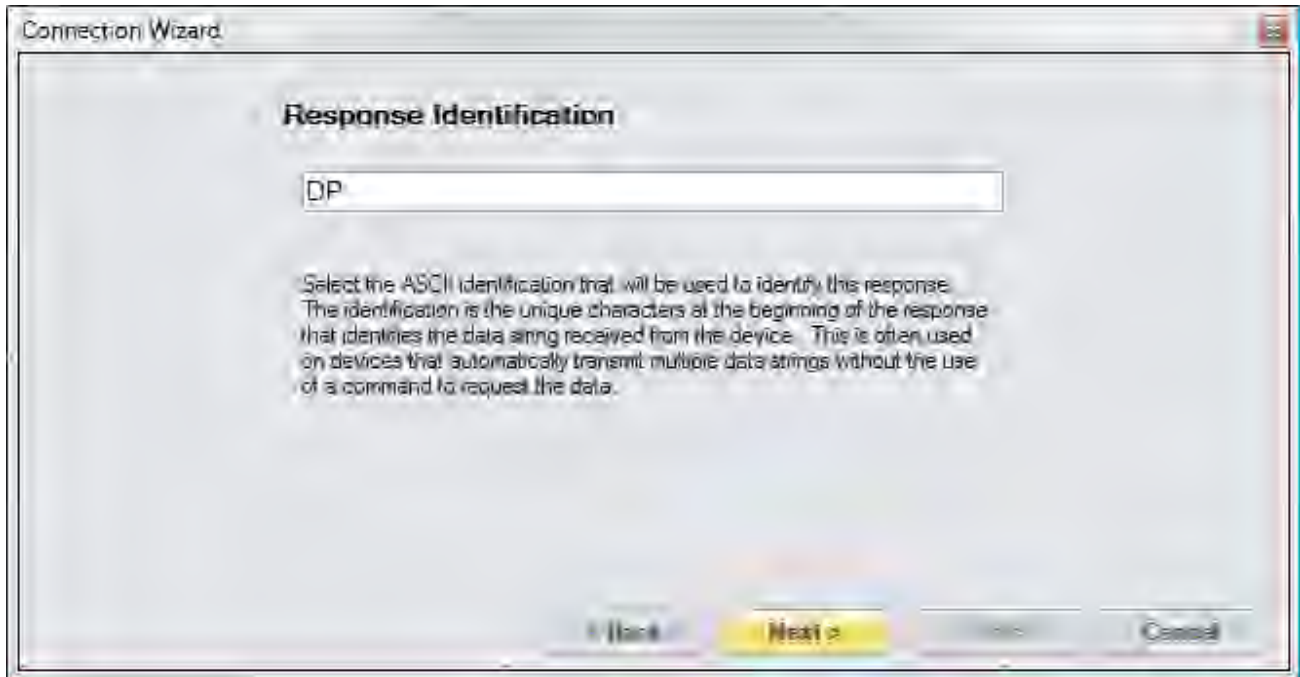 Connection Wizard
Response Identification
DP
Select the ASCII identification that will be used to identify this response.
The identification is the unique characters at the beginning of the response
that identifies the data string received from the device. This is often used
on devices that automatically transmit multiple data strings without the use
of a command to request the data.
< Back
Next >
Cancel